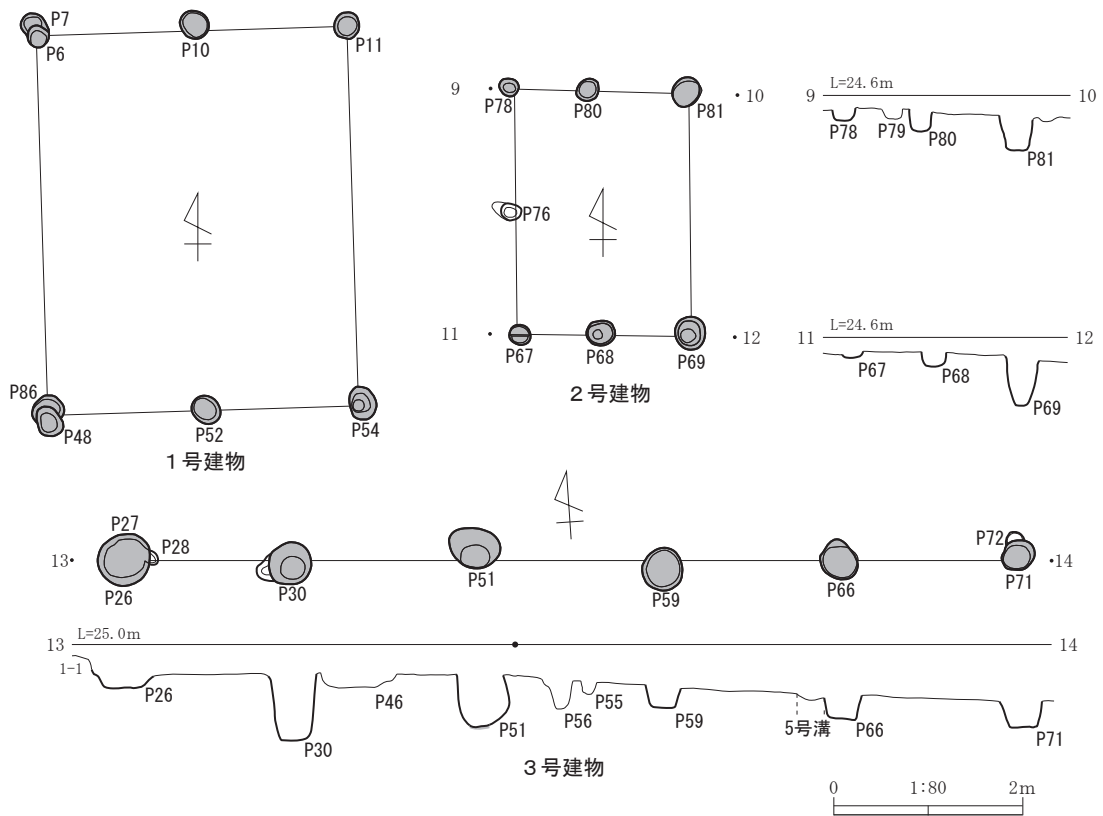 P7
P6
P10
P11
P86
P48
P52
P54
1号建物
9
10
P78
P80
P81
P76
11
12
P67
P68
P69
2号建物
9
L=24.6m
10
P78
P79
P80
P81
11
L=24.6m
12
P67
P68
P69
P27
P28
13
P26
P30
P51
P59
P66
P72
14
P71
13
L=25.0m
14
1-1
P26
P46
P30
P51
P56
P55
P59
5号溝
P66
P71
3号建物
0
1:80
2m